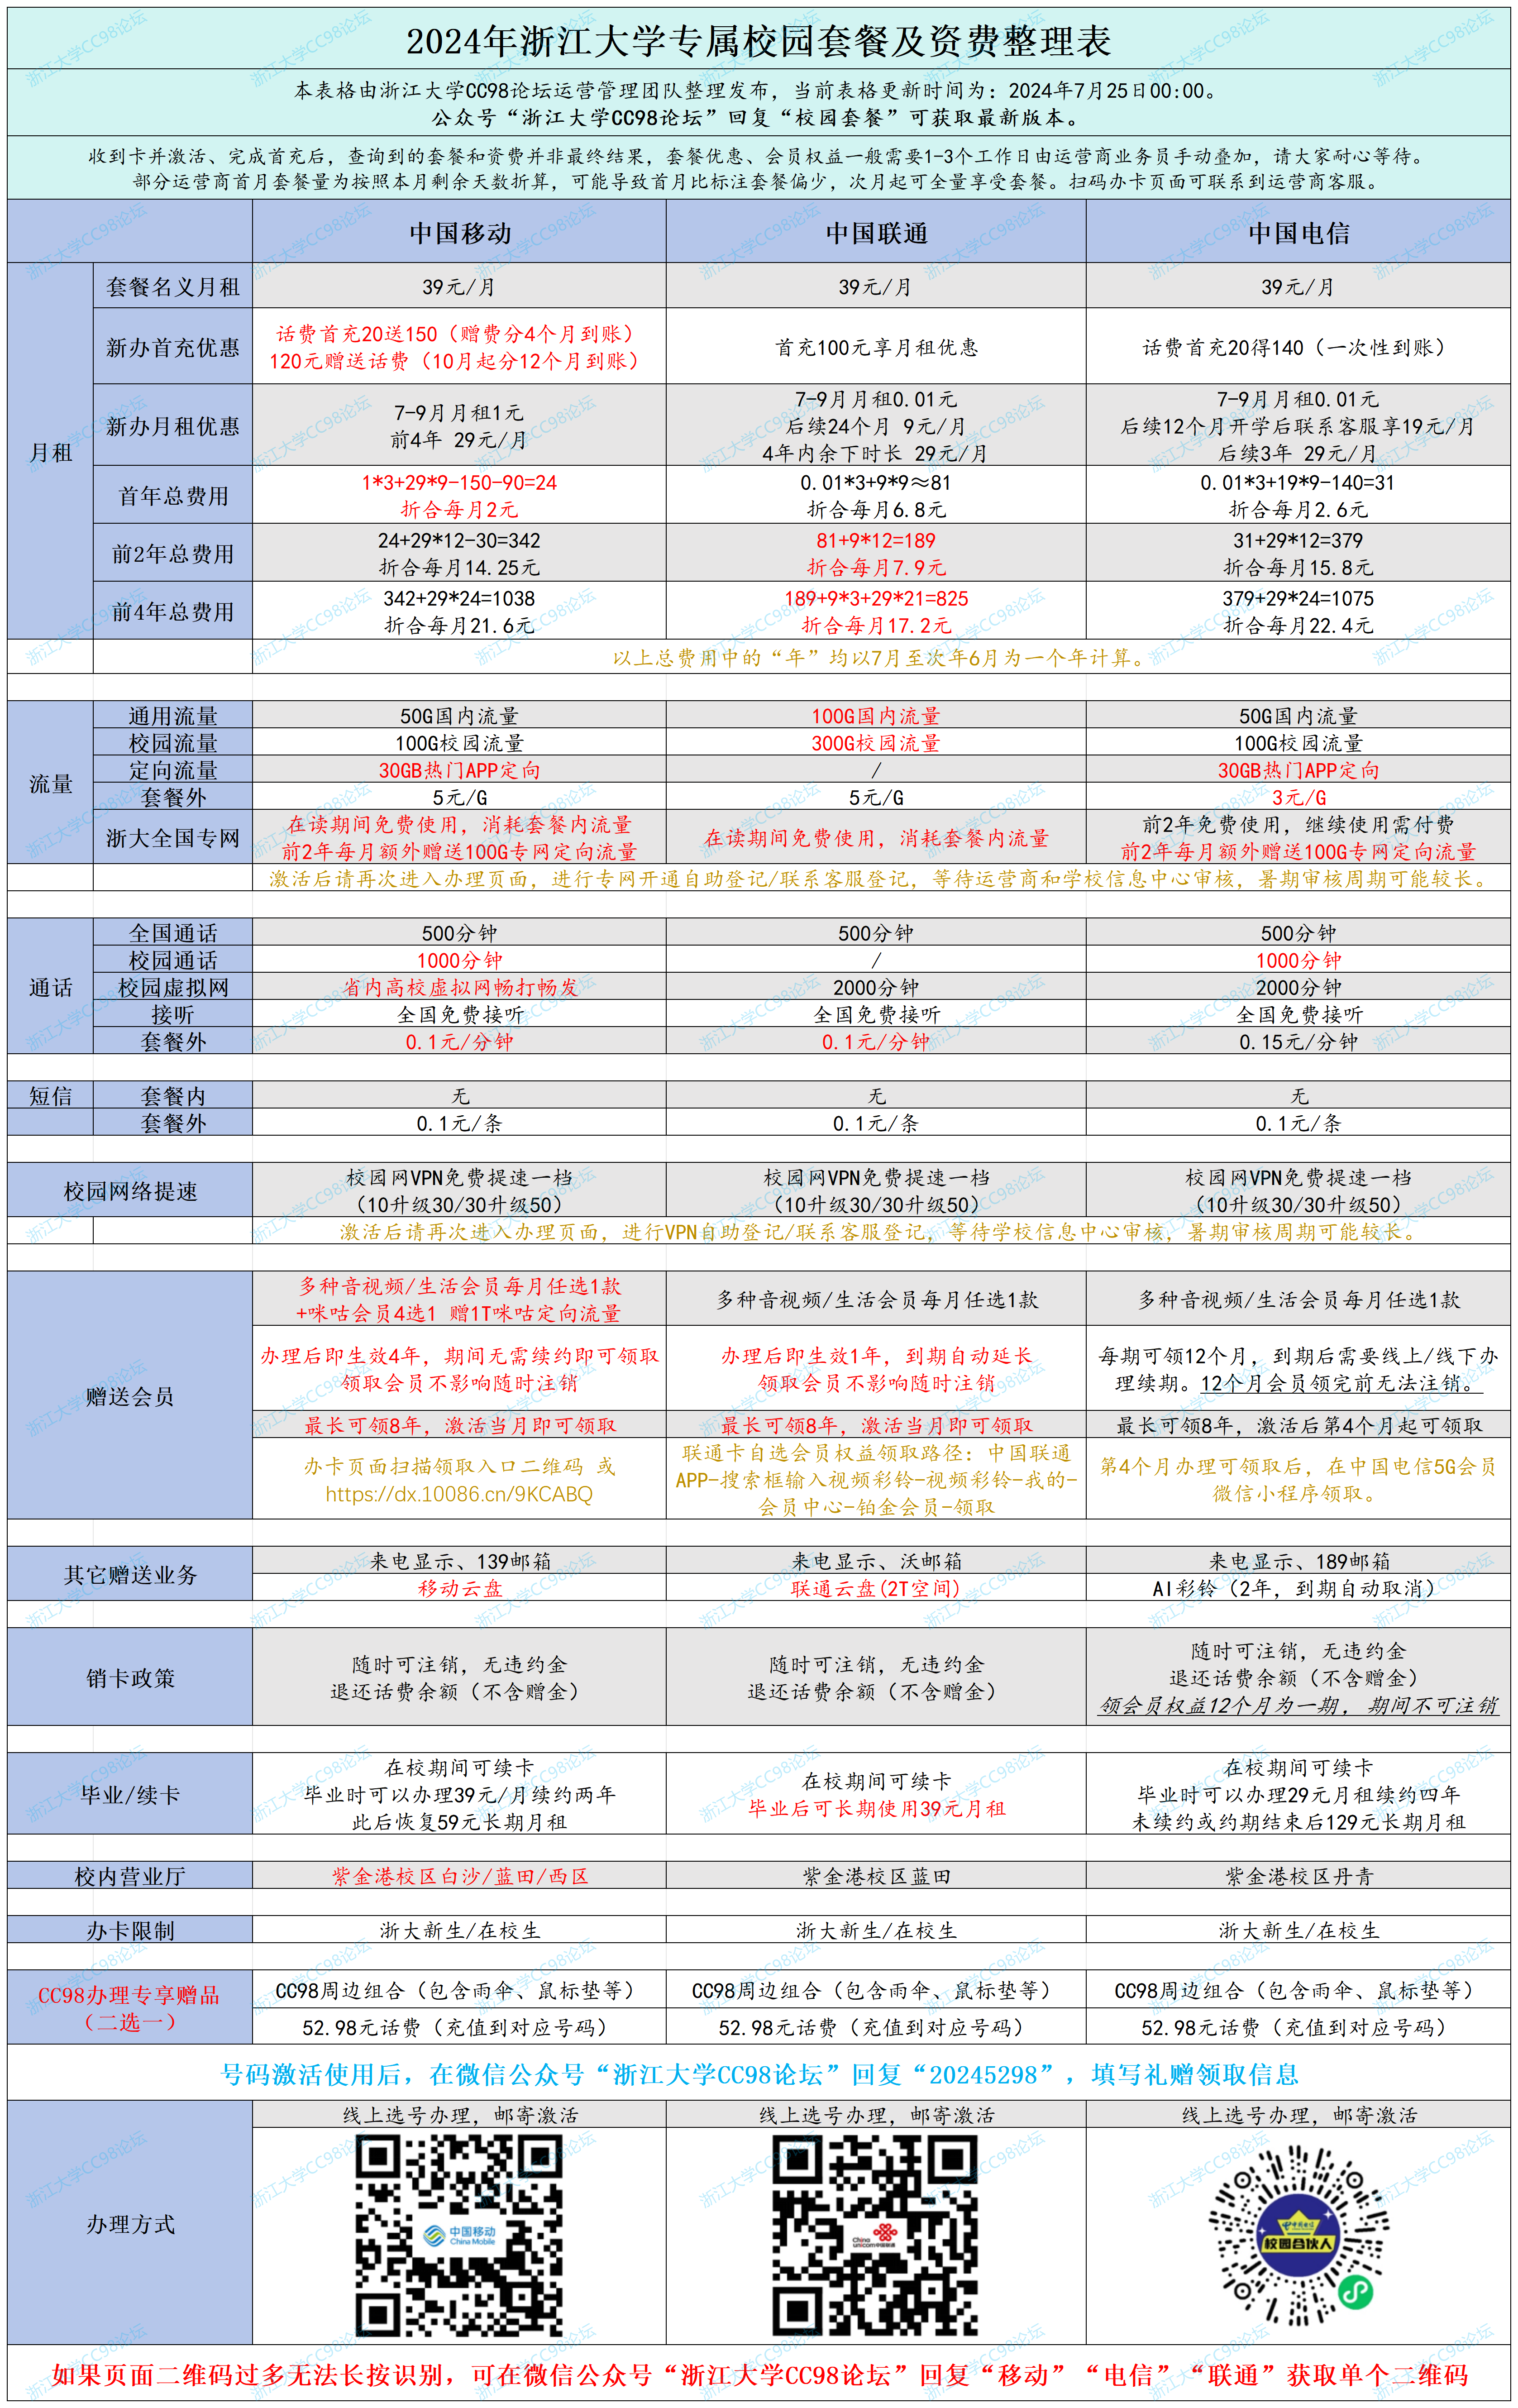 2024年浙江大学专属校园套餐及资费整理表
本表格由浙江大学CC98论坛运营管理团队整理发布，当前表格更新时间为：2024年7月25日00:00。
公众号“浙江大学CC98论坛”回复“校园套餐”可获取最新版本。
收到卡并激活、完成首充后，查询到的套餐和资费并非最终结果，套餐优惠、会员权益一般需要1-3个工作日由运营商业务员手动叠加，请大家耐心等待。
部分运营商首月套餐量为按照本月剩余天数折算，可能导致首月比标注套餐偏少，次月起可全量享受套餐。扫码办卡页面可联系到运营商客服。
中国移动 中国联通 中国电信
月租
套餐名义月租 39元/月 39元/月 39元/月
新办首充优惠
话费首充20送150（赠费分4个月到账）
120元赠送话费（10月起分12个月到账）
首充100元享月租优惠
话费首充20得140（一次性到账）
新办月租优惠
7-9月月租1元
前4年 29元/月
7-9月月租0.01元
后续24个月 9元/月
4年内余下时长 29元/月
7-9月月租0.01元
后续12个月开学后联系客服享19元/月
后续3年 29元/月
首年总费用
1*3+29*9-150-90=24
折合每月2元
0.01*3+9*9≈81
折合每月6.8元
0.01*3+19*9-140=31
折合每月2.6元
前2年总费用
24+29*12-30=342
折合每月14.25元
81+9*12=189
折合每月7.9元
31+29*12=379
折合每月15.8元
前4年总费用
342+29*24=1038
折合每月21.6元
189+9*3+29*21=825
折合每月17.2元
379+29*24=1075
折合每月22.4元
以上总费用中的“年”均以7月至次年6月为一个年计算。
流量
通用流量 50G国内流量 100G国内流量 50G国内流量
校园流量 100G校园流量 300G校园流量 100G校园流量
定向流量 30GB热门APP定向 / 30GB热门APP定向
套餐外 5元/G 5元/G 3元/G
浙大全国专网
在读期间免费使用，消耗套餐内流量
前2年每月额外赠送100G专网定向流量
在读期间免费使用，消耗套餐内流量
前2年免费使用，继续使用需付费
前2年每月额外赠送100G专网定向流量
激活后请再次进入办理页面，进行专网开通自助登记/联系客服登记，等待运营商和学校信息中心审核，暑期审核周期可能较长。
通话
全国通话 500分钟 500分钟 500分钟
校园通话 1000分钟 / 1000分钟
校园虚拟网 省内高校虚拟网畅打畅发 2000分钟 2000分钟
接听 全国免费接听 全国免费接听 全国免费接听
套餐外 0.1元/分钟 0.1元/分钟 0.15元/分钟
短信 套餐内 无 无 无
套餐外 0.1元/条 0.1元/条 0.1元/条
校园网络提速
校园网VPN免费提速一档
（10升级30/30升级50）
校园网VPN免费提速一档
（10升级30/30升级50）
校园网VPN免费提速一档
（10升级30/30升级50）
激活后请再次进入办理页面，进行VPN自助登记/联系客服登记，等待学校信息中心审核，暑期审核周期可能较长。
赠送会员
多种音视频/生活会员每月任选1款
+咪咕会员4选1 赠1T咪咕定向流量
多种音视频/生活会员每月任选1款
多种音视频/生活会员每月任选1款
办理后即生效4年，期间无需续约即可领取
领取会员不影响随时注销
办理后即生效1年，到期自动延长
领取会员不影响随时注销
每期可领12个月，到期后需要线上/线下办
理续期。12个月会员领完前无法注销。
最长可领8年，激活当月即可领取 最长可领8年，激活当月即可领取 最长可领8年，激活后第4个月起可领取
办卡页面扫描领取入口二维码 或
https://dx.10086.cn/9KCABQ
联通卡自选会员权益领取路径：中国联通
APP-搜索框输入视频彩铃-视频彩铃-我的-
会员中心-铂金会员-领取
第4个月办理可领取后，在中国电信5G会员
微信小程序领取。
其它赠送业务
来电显示、139邮箱 来电显示、沃邮箱 来电显示、189邮箱
移动云盘 联通云盘(2T空间) AI彩铃（2年，到期自动取消）
销卡政策
随时可注销，无违约金
退还话费余额（不含赠金）
随时可注销，无违约金
退还话费余额（不含赠金）
随时可注销，无违约金
退还话费余额（不含赠金）
领会员权益12个月为一期，期间不可注销
毕业/续卡
在校期间可续卡
毕业时可以办理39元/月续约两年
此后恢复59元长期月租
在校期间可续卡
毕业后可长期使用39元月租
在校期间可续卡
毕业时可以办理29元月租续约四年
未续约或约期结束后129元长期月租
校内营业厅 紫金港校区白沙/蓝田/西区 紫金港校区蓝田 紫金港校区丹青
办卡限制 浙大新生/在校生 浙大新生/在校生 浙大新生/在校生
CC98办理专享赠品
（二选一）
CC98周边组合（包含雨伞、鼠标垫等） CC98周边组合（包含雨伞、鼠标垫等） CC98周边组合（包含雨伞、鼠标垫等）
52.98元话费（充值到对应号码） 52.98元话费（充值到对应号码） 52.98元话费（充值到对应号码）
号码激活使用后，在微信公众号“浙江大学CC98论坛”回复“20245298”，填写礼赠领取信息
办理方式
线上选号办理，邮寄激活 线上选号办理，邮寄激活 线上选号办理，邮寄激活
中国移动
China Mobile
China
unicom中国联通
校园合伙人
如果页面二维码过多无法长按识别，可在微信公众号“浙江大学CC98论坛”回复“移动”“电信”“联通”获取单个二维码
浙江大学CC98论坛